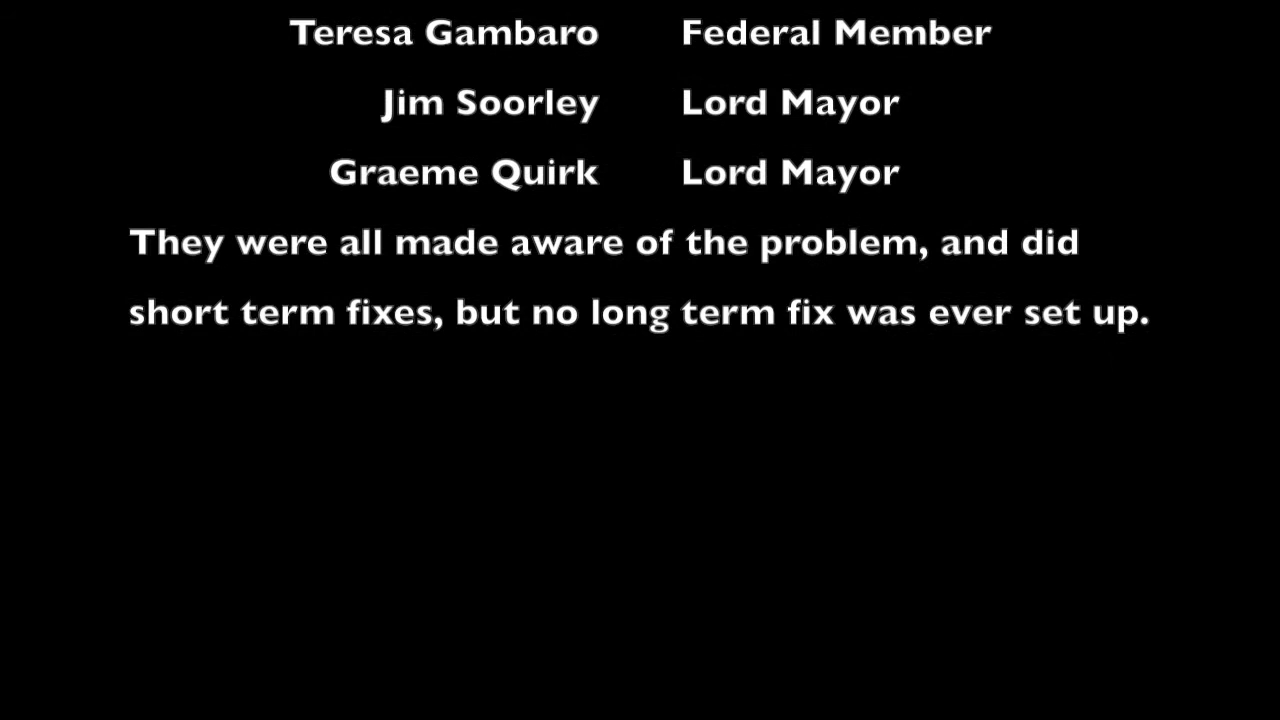 Teresa Gambaro Federal Member
Jim Soorley Lord Mayor
Graeme Quirk Lord Mayor
They were all made aware of the problem, and did
short term fixes, but no long term fix was ever set up.